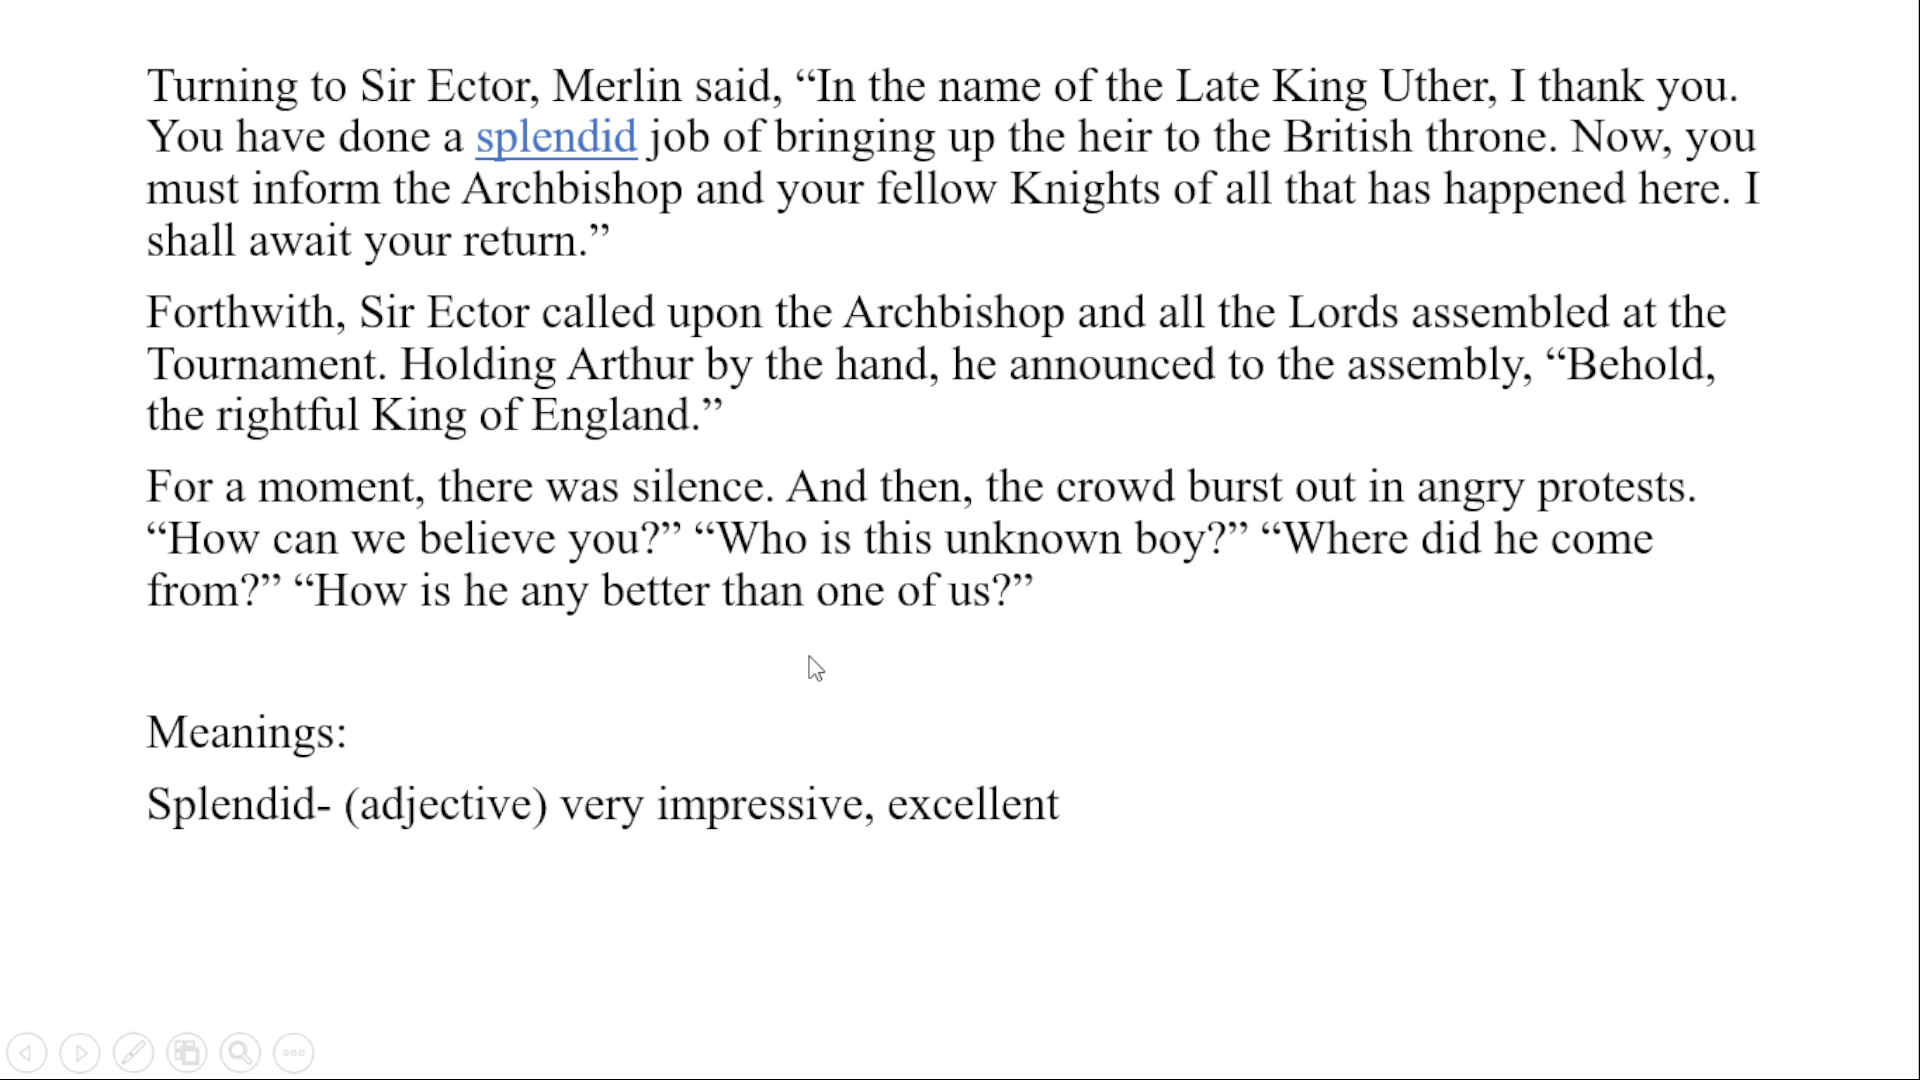 Turning to Sir Ector, Merlin said, “In the name of the Late King Uther, I thank you.
You have done a splendid job of bringing up the heir to the British throne. Now, you
must inform the Archbishop and your fellow Knights of all that has happened here. I
shall await your return.”
Forthwith, Sir Ector called upon the Archbishop and all the Lords assembled at the
Tournament. Holding Arthur by the hand, he announced to the assembly, “Behold,
the rightful King of England.”
For a moment, there was silence. And then, the crowd burst out in angry protests.
“How can we believe you?” “Who is this unknown boy?” “Where did he come
from?” “How is he any better than one of us?”
Meanings:
Splendid- (adjective) very impressive, excellent